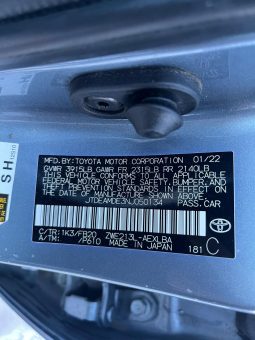 MFD.BY:TOYOTA MOTOR CORPORATION 01/22
GVWR 3915LB GAWR FR 2315LB RR 2140LB
THIS VEHICLE CONFORMS TO ALL APPLICABLE
FEDERAL MOTOR VEHICLE SAFETY, BUMPER, AND
THEFT PREVENTION STANDARDS IN EFFECT ON
THE DATE OF MANUFACTURE SHOWN ABOVE.
JTDEAMDE3NJ050134 PASS.CAR
TOYOTA
C/TR:1K3/FB20 ZWE213L-AEXLBA
A/TM: /P610 MADE IN JAPAN 181 C
SH